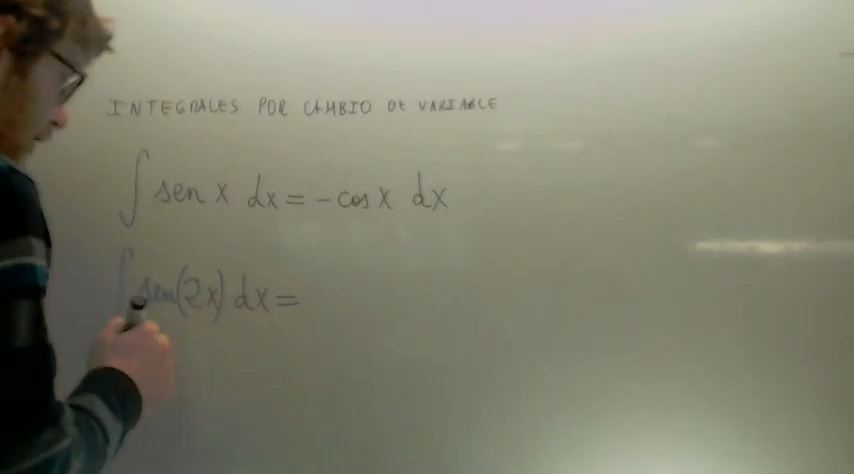 INTEGRALES POR CAMBIO DE VARIABLE
∫ sen x dx = - cos x dx
∫ sen(2x) dx =